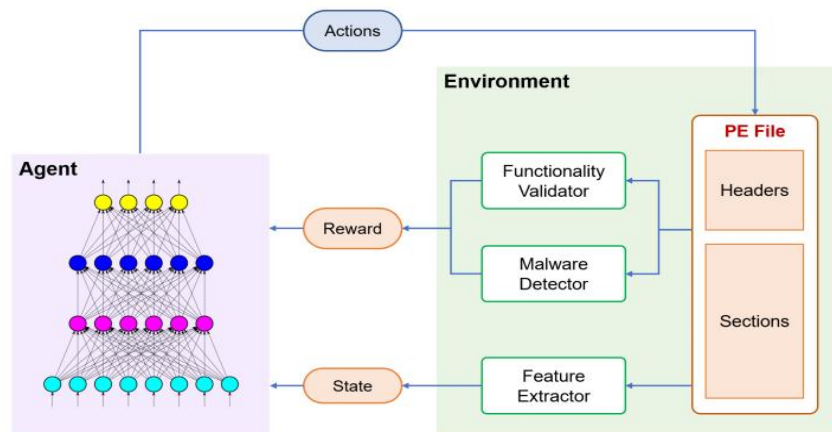 Actions
Environment
PE File
Agent
Functionality
Validator
Headers
Reward
Malware
Detector
Sections
State
Feature
Extractor